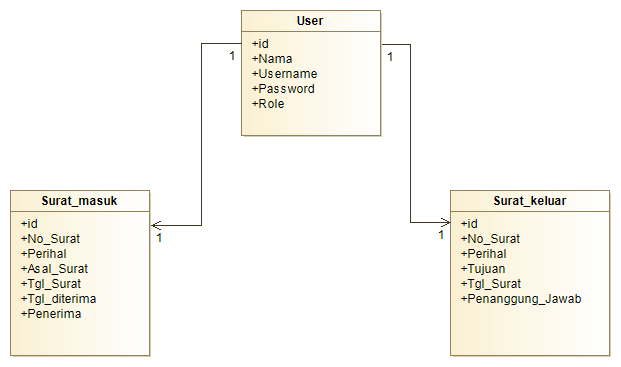 User
+id
+Nama
+Username
+Password
+Role
1
1
Surat_masuk
+id
+No_Surat
+Perihal
+Asal_Surat
+Tgl_Surat
+Tgl_diterima
+Penerima
1
Surat_keluar
+id
+No_Surat
+Perihal
+Tujuan
+Tgl_Surat
+Penanggung_Jawab
1